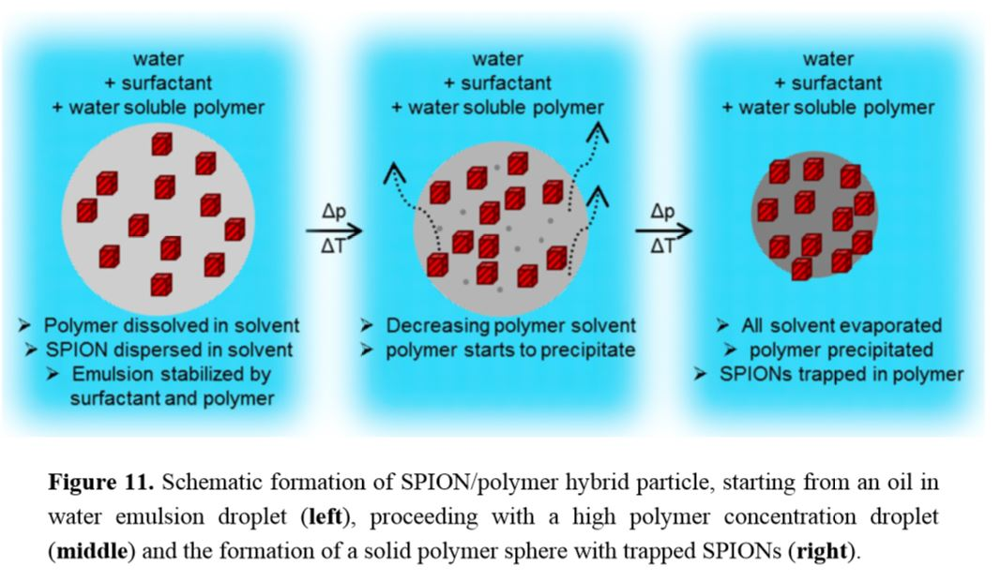 water
+ surfactant
+ water soluble polymer
➢ Polymer dissolved in solvent
➢ SPION dispersed in solvent
➢ Emulsion stabilized by
surfactant and polymer
Δp
ΔT
water
+ surfactant
+ water soluble polymer
➢ Decreasing polymer solvent
➢ polymer starts to precipitate
Δp
ΔT
water
+ surfactant
+ water soluble polymer
➢ All solvent evaporated
➢ polymer precipitated
➢ SPIONs trapped in polymer
Figure 11. Schematic formation of SPION/polymer hybrid particle, starting from an oil in
water emulsion droplet (left), proceeding with a high polymer concentration droplet
(middle) and the formation of a solid polymer sphere with trapped SPIONs (right).